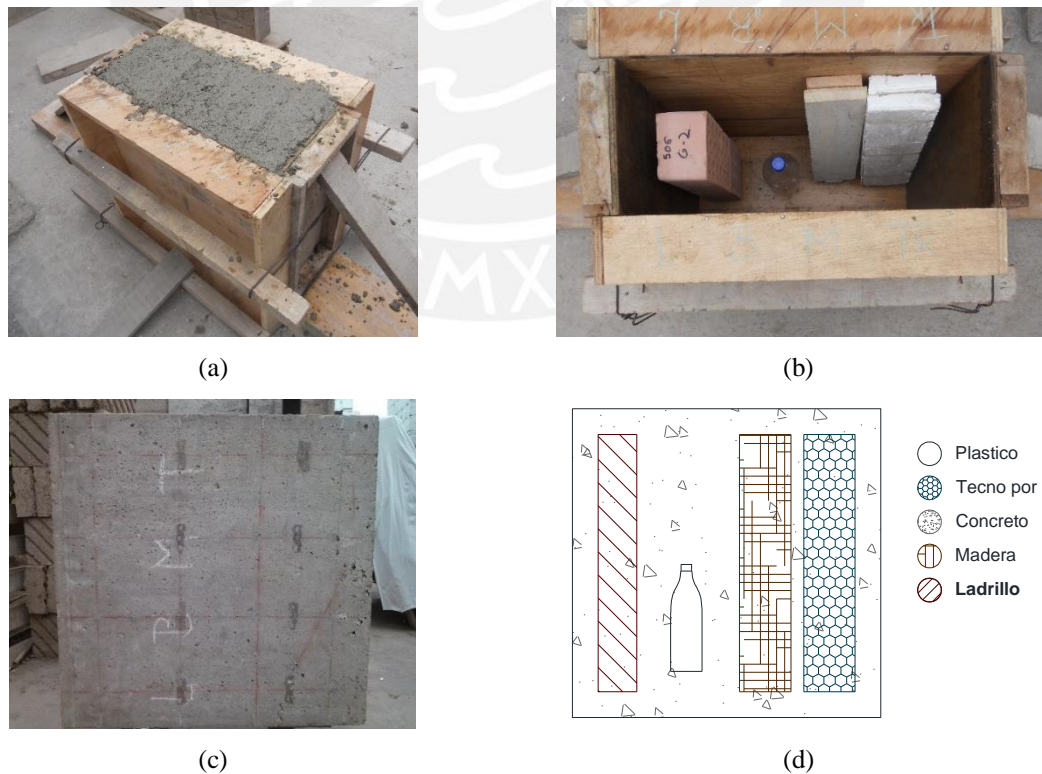 506
G-2
L B M T
(a)
(b)
L B M T
Plastico
Tecno por
Concreto
Madera
Ladrillo
(c)
(d)